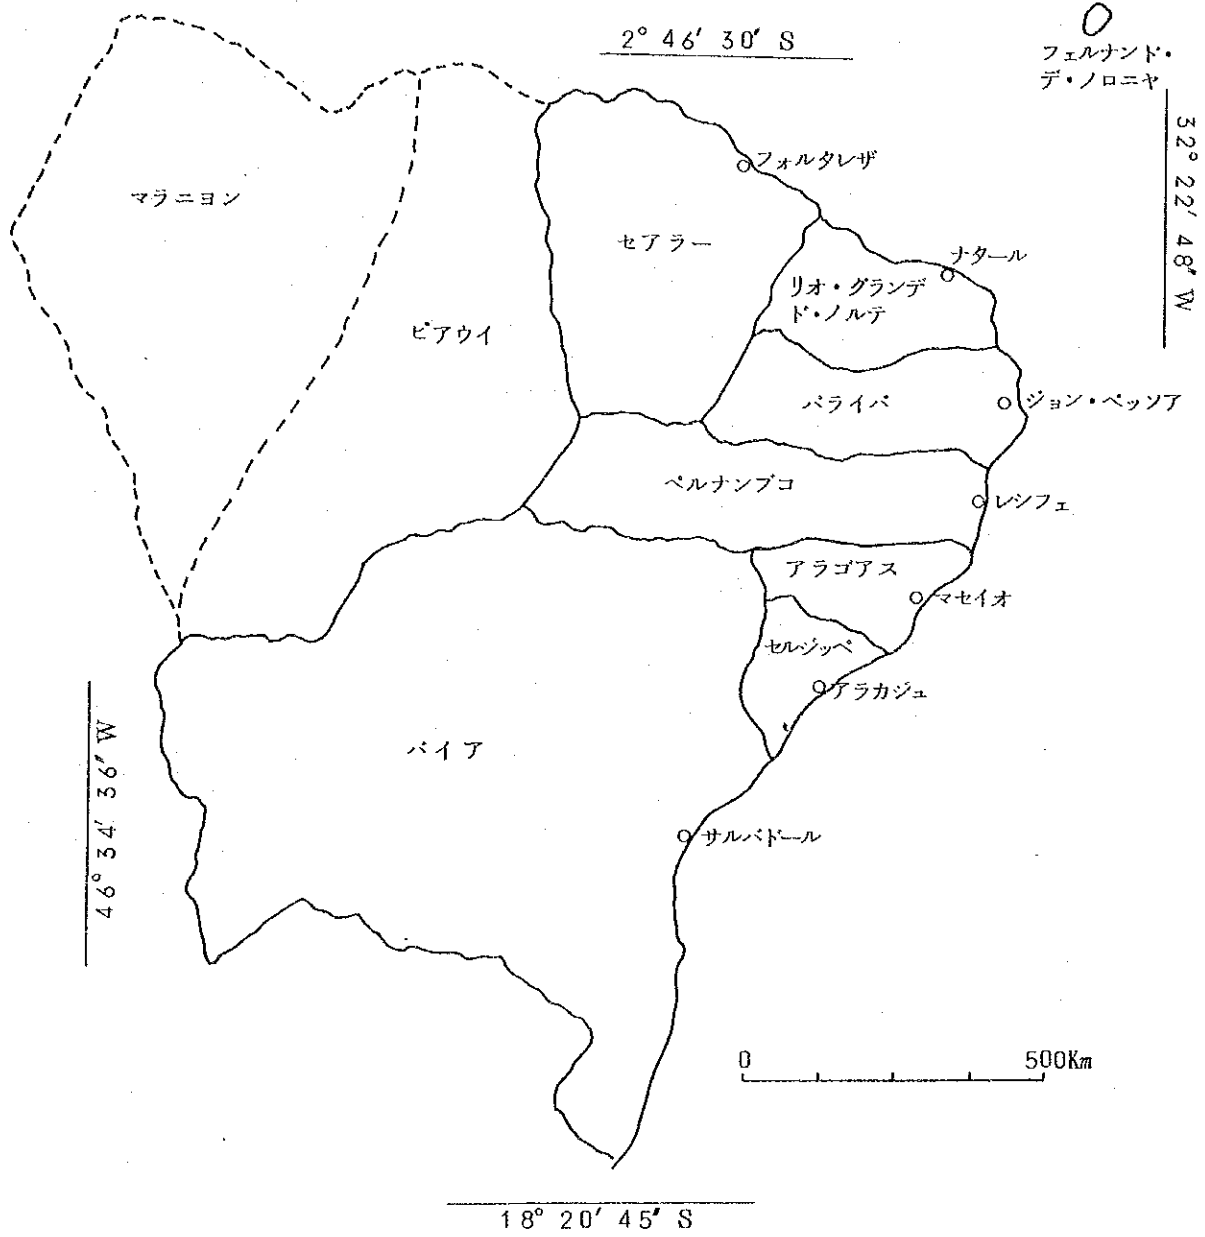 2° 46′ 30″ S
フェルナンド・
デ・ノロニヤ
32° 22′ 48″ W
フォルタレザ
マラニヨン
セアラー
ナタール
リオ・グランデ
ド・ノルテ
ピアウイ
パライバ
ジョン・ペッソア
ペルナンブコ
レシフェ
アラゴアス
マセイオ
セルジッペ
アラカジュ
46° 34′ 36″ W
バイア
サルバドール
0 500Km
18° 20′ 45″ S